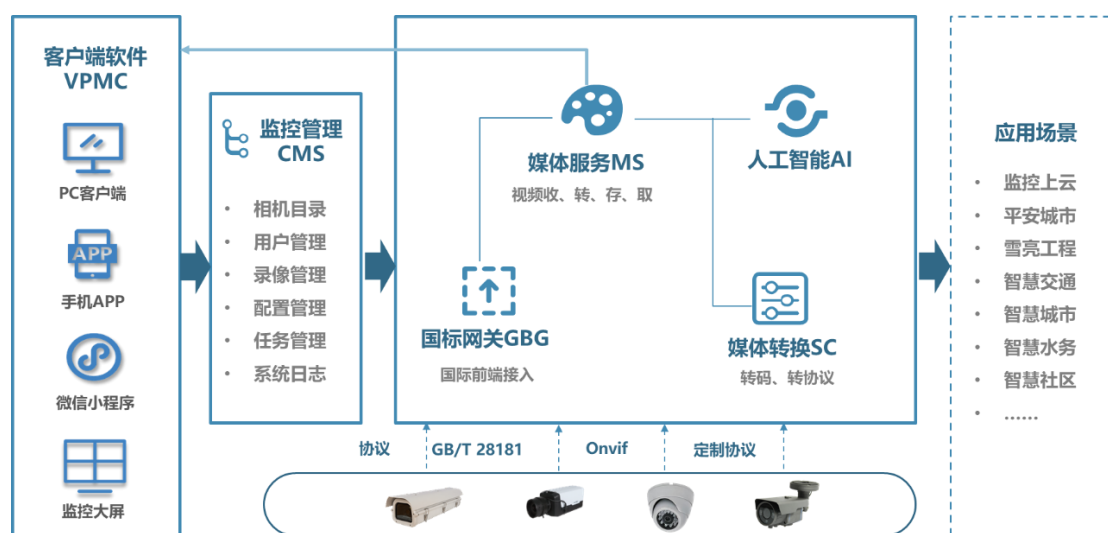 客户端软件
VPMC
PC客户端
APP
手机APP
微信小程序
监控大屏
监控管理
CMS
· 相机目录
· 用户管理
· 录像管理
· 配置管理
· 任务管理
· 系统日志
媒体服务MS
视频收、转、存、取
人工智能AI
国标网关GBG
国际前端接入
媒体转换SC
转码、转协议
协议
GB/T 28181
Onvif
定制协议
应用场景
· 监控上云
· 平安城市
· 雪亮工程
· 智慧交通
· 智慧城市
· 智慧水务
· 智慧社区
· ……